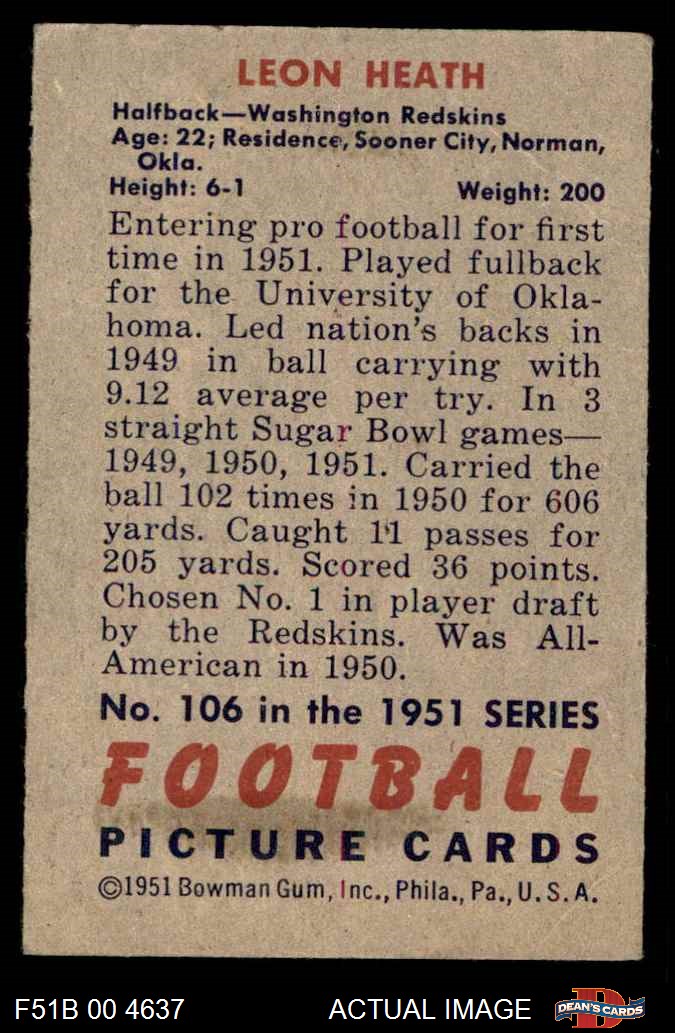 LEON HEATH
Halfback—Washington Redskins
Age: 22; Residence, Sooner City, Norman,
Okla.
Height: 6-1 Weight: 200
Entering pro football for first
time in 1951. Played fullback
for the University of Okla-
homa. Led nation's backs in
1949 in ball carrying with
9.12 average per try. In 3
straight Sugar Bowl games—
1949, 1950, 1951. Carried the
ball 102 times in 1950 for 606
yards. Caught 11 passes for
205 yards. Scored 36 points.
Chosen No. 1 in player draft
by the Redskins. Was All-
American in 1950.
No. 106 in the 1951 SERIES
FOOTBALL
PICTURE CARDS
©1951 Bowman Gum, Inc., Phila., Pa., U.S.A.
F51B 00 4637 ACTUAL IMAGE
D
DEAN'S CARDS